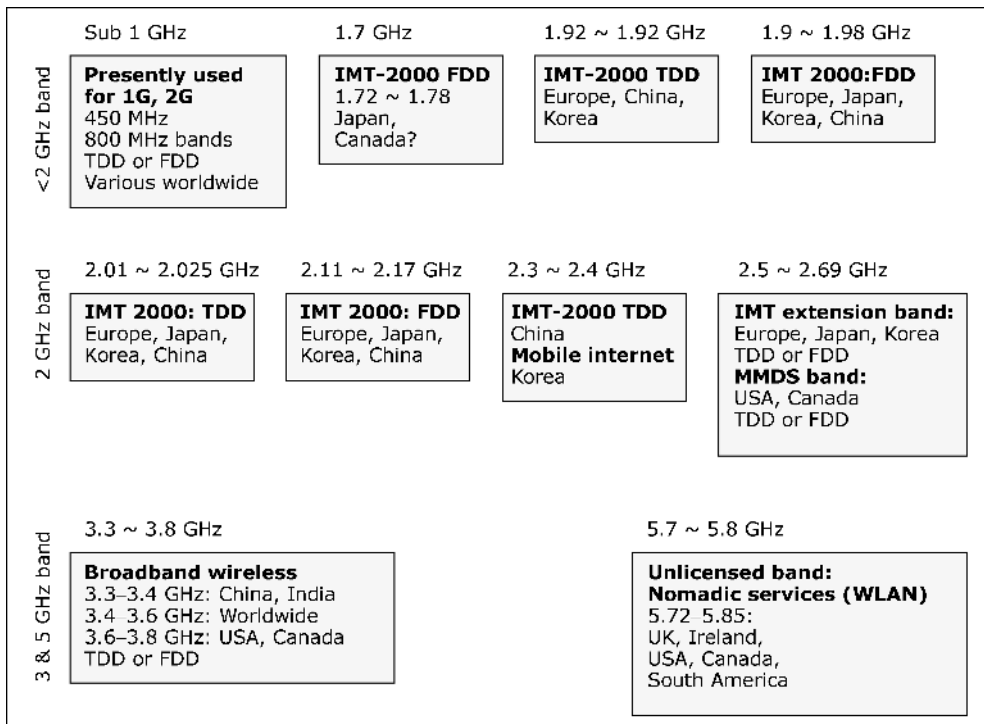 <2 GHz band
Sub 1 GHz
Presently used
for 1G, 2G
450 MHz
800 MHz bands
TDD or FDD
Various worldwide
1.7 GHz
IMT-2000 FDD
1.72 ~ 1.78
Japan,
Canada?
1.92 ~ 1.92 GHz
IMT-2000 TDD
Europe, China,
Korea
1.9 ~ 1.98 GHz
IMT 2000:FDD
Europe, Japan,
Korea, China
2 GHz band
2.01 ~ 2.025 GHz
IMT 2000: TDD
Europe, Japan,
Korea, China
2.11 ~ 2.17 GHz
IMT 2000: FDD
Europe, Japan,
Korea, China
2.3 ~ 2.4 GHz
IMT-2000 TDD
China
Mobile internet
Korea
2.5 ~ 2.69 GHz
IMT extension band:
Europe, Japan, Korea
TDD or FDD
MMDS band:
USA, Canada
TDD or FDD
3 & 5 GHz band
3.3 ~ 3.8 GHz
Broadband wireless
3.3–3.4 GHz: China, India
3.4–3.6 GHz: Worldwide
3.6–3.8 GHz: USA, Canada
TDD or FDD
5.7 ~ 5.8 GHz
Unlicensed band:
Nomadic services (WLAN)
5.72–5.85:
UK, Ireland,
USA, Canada,
South America